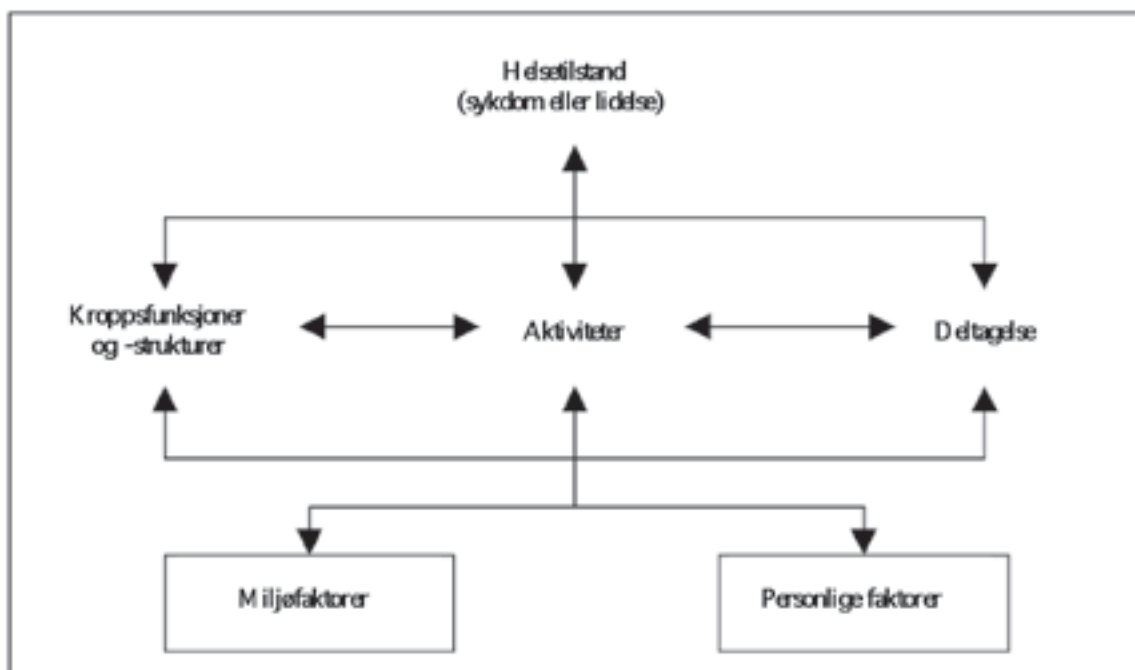 Helsetilstand
(sykdom eller lidelse)
Kroppsfunksjoner
og -strukturer
Aktiviteter
Deltagelse
Miljøfaktorer
Personlige faktorer